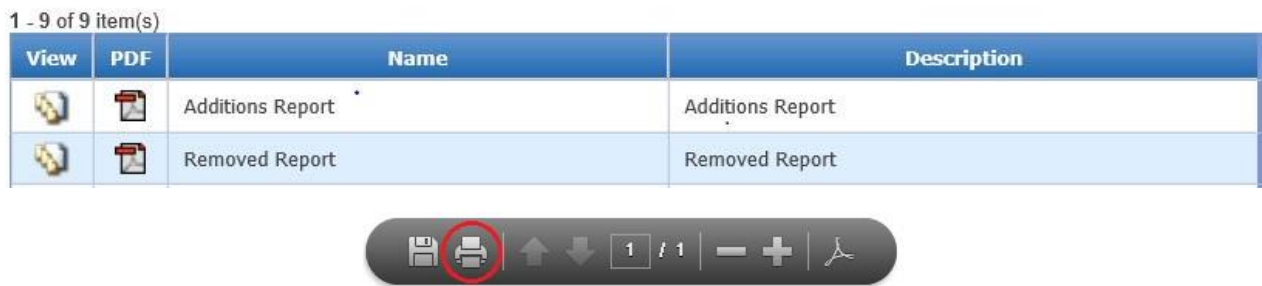 1 - 9 of 9 item(s)
View PDF Name Description
Additions Report Additions Report
Removed Report Removed Report
1 / 1